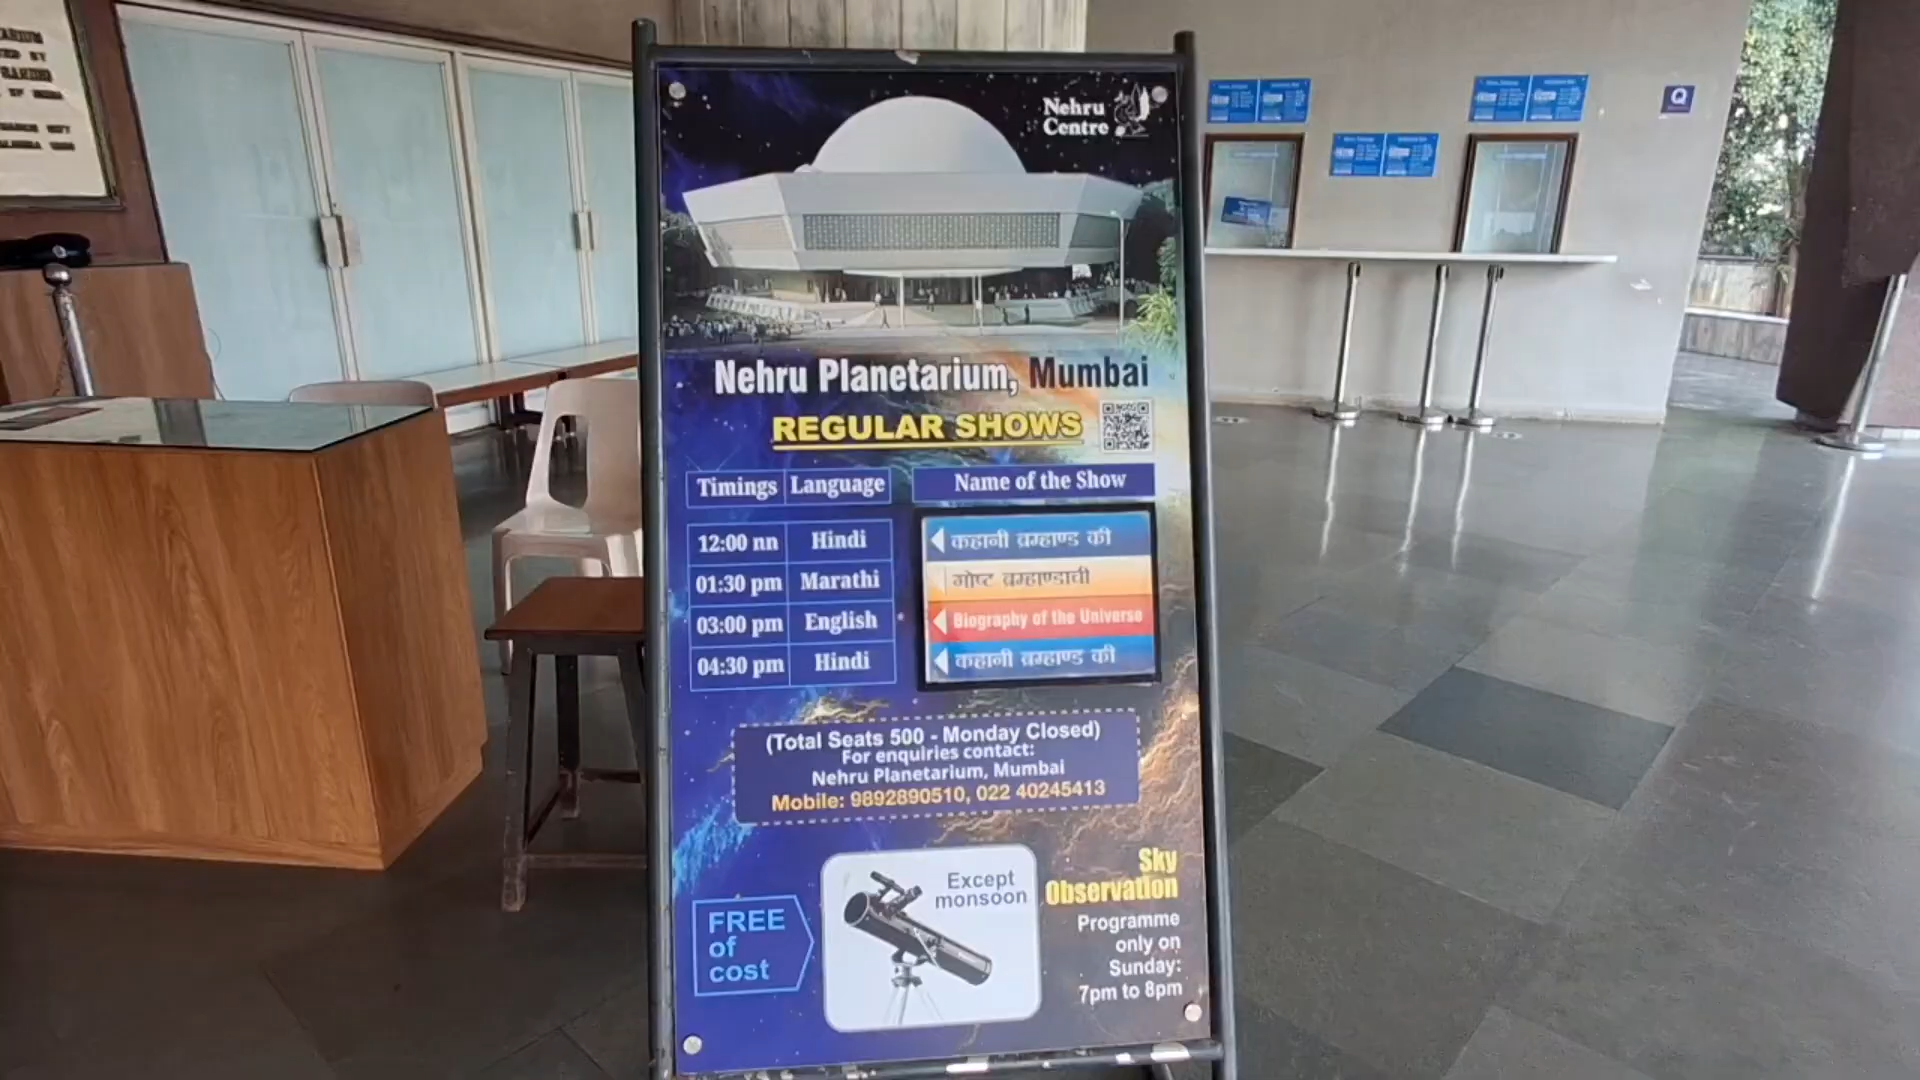 Nehru
Centre
Nehru Planetarium, Mumbai
REGULAR SHOWS
Timings Language Name of the Show
12:00 nn Hindi कहानी ब्रम्हाण्ड की
01:30 pm Marathi गोष्ट ब्रम्हाण्डाची
03:00 pm English Biography of the Universe
04:30 pm Hindi कहानी ब्रम्हाण्ड की
(Total Seats 500 - Monday Closed)
For enquiries contact:
Nehru Planetarium, Mumbai
Mobile: 9892890510, 022 40245413
FREE
of
cost
Except
monsoon
Sky
Observation
Programme
only on
Sunday:
7pm to 8pm
Q